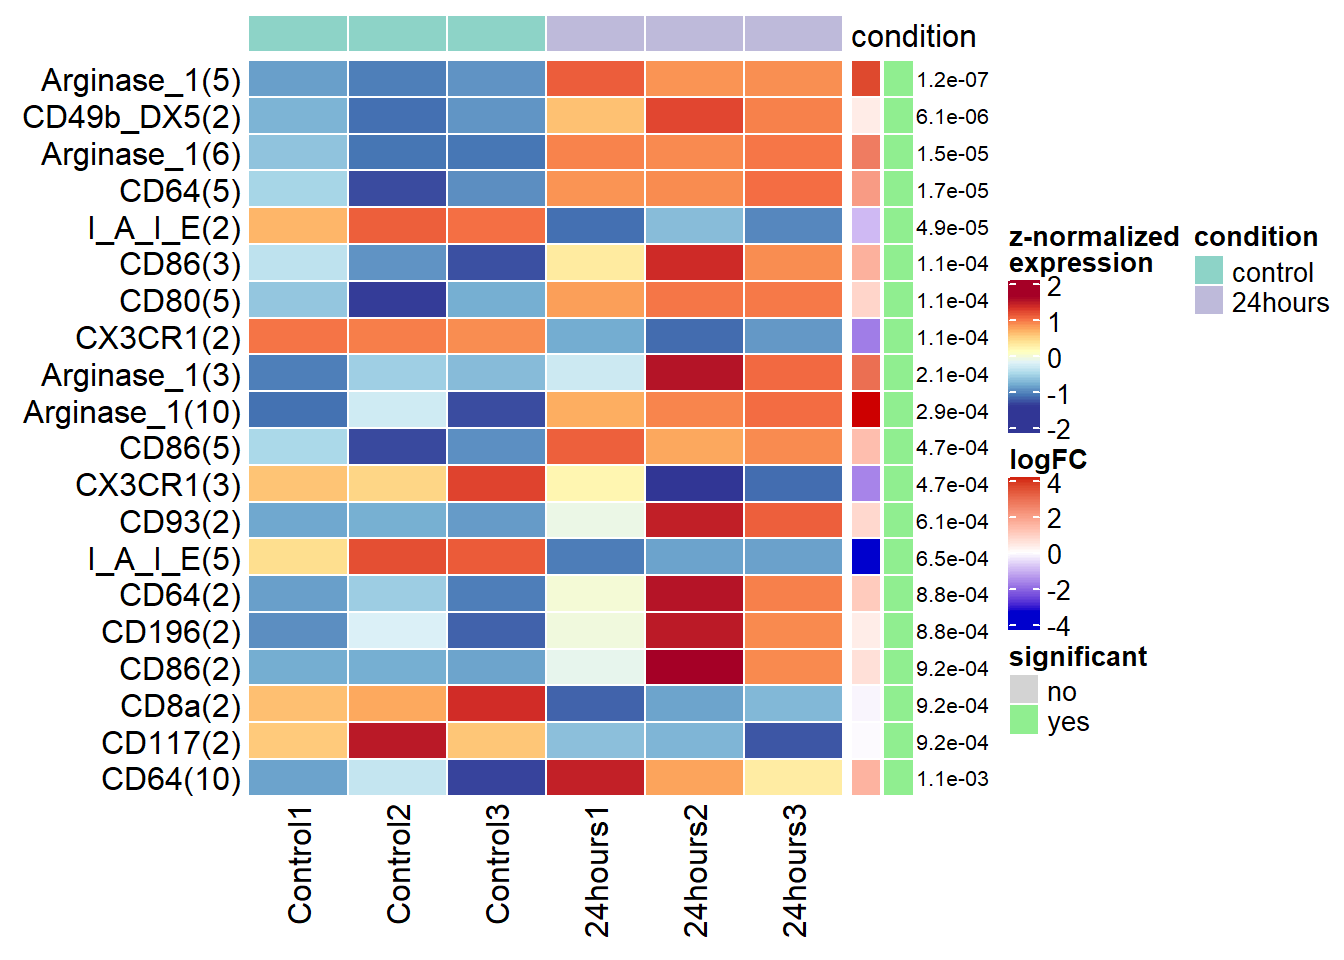 condition
Arginase_1(5) 1.2e-07
CD49b_DX5(2) 6.1e-06
Arginase_1(6) 1.5e-05
CD64(5) 1.7e-05
I_A_I_E(2) 4.9e-05
CD86(3) 1.1e-04
CD80(5) 1.1e-04
CX3CR1(2) 1.1e-04
Arginase_1(3) 2.1e-04
Arginase_1(10) 2.9e-04
CD86(5) 4.7e-04
CX3CR1(3) 4.7e-04
CD93(2) 6.1e-04
I_A_I_E(5) 6.5e-04
CD64(2) 8.8e-04
CD196(2) 8.8e-04
CD86(2) 9.2e-04
CD8a(2) 9.2e-04
CD117(2) 9.2e-04
CD64(10) 1.1e-03
Control1
Control2
Control3
24hours1
24hours2
24hours3
z-normalized
expression
2
1
0
-1
-2
logFC
4
2
0
-2
-4
significant
no
yes
condition
control
24hours